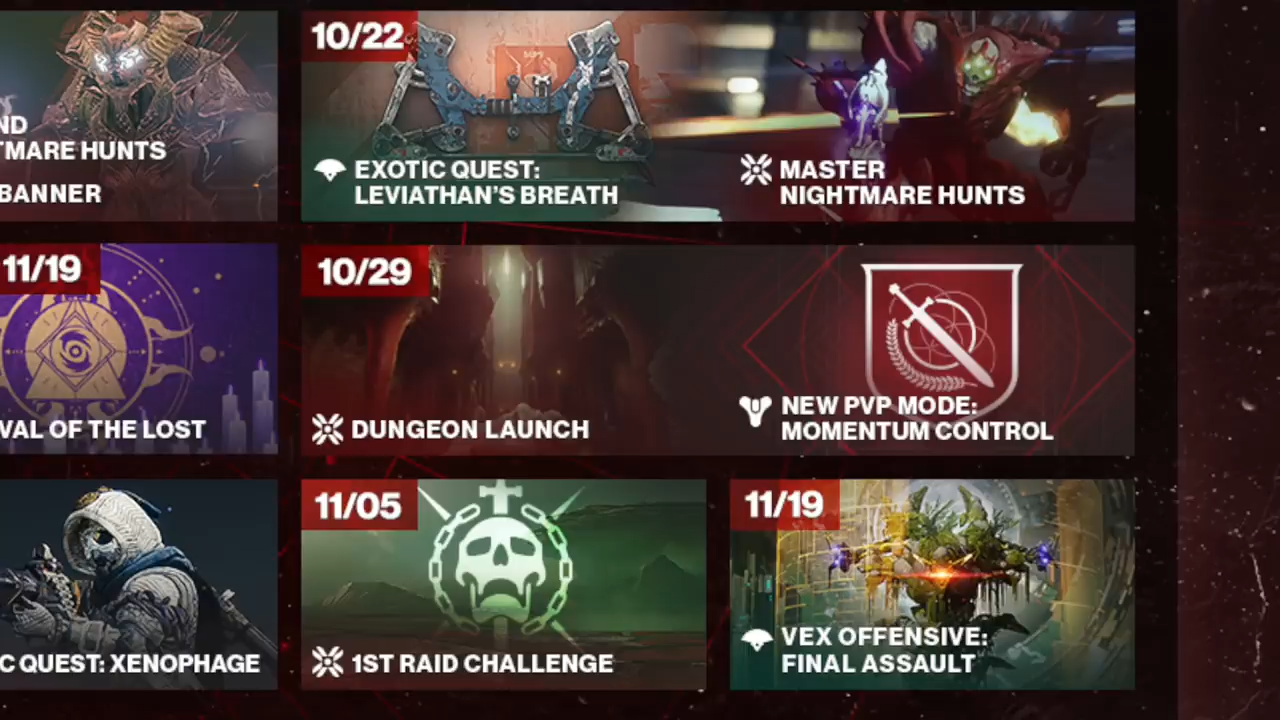 ND
TMARE HUNTS
BANNER
10/22
EXOTIC QUEST:
LEVIATHAN'S BREATH
MASTER
NIGHTMARE HUNTS
11/19
VAL OF THE LOST
10/29
DUNGEON LAUNCH
NEW PVP MODE:
MOMENTUM CONTROL
C QUEST: XENOPHAGE
11/05
1ST RAID CHALLENGE
11/19
VEX OFFENSIVE:
FINAL ASSAULT